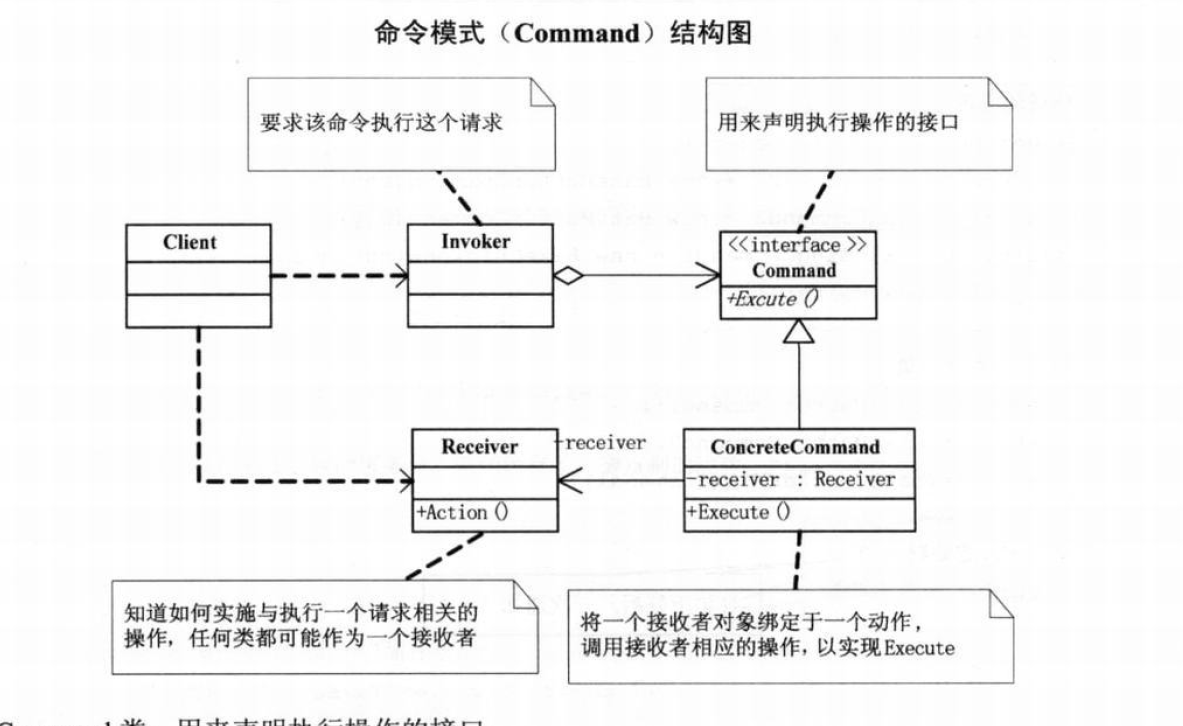 命令模式（Command）结构图
要求该命令执行这个请求
用来声明执行操作的接口
Client
Invoker
<<interface>>
Command
+Excute()
Receiver
-receiver
ConcreteCommand
-receiver : Receiver
+Action()
+Execute()
知道如何实施与执行一个请求相关的
操作，任何类都可能作为一个接收者
将一个接收者对象绑定于一个动作，
调用接收者相应的操作，以实现Execute